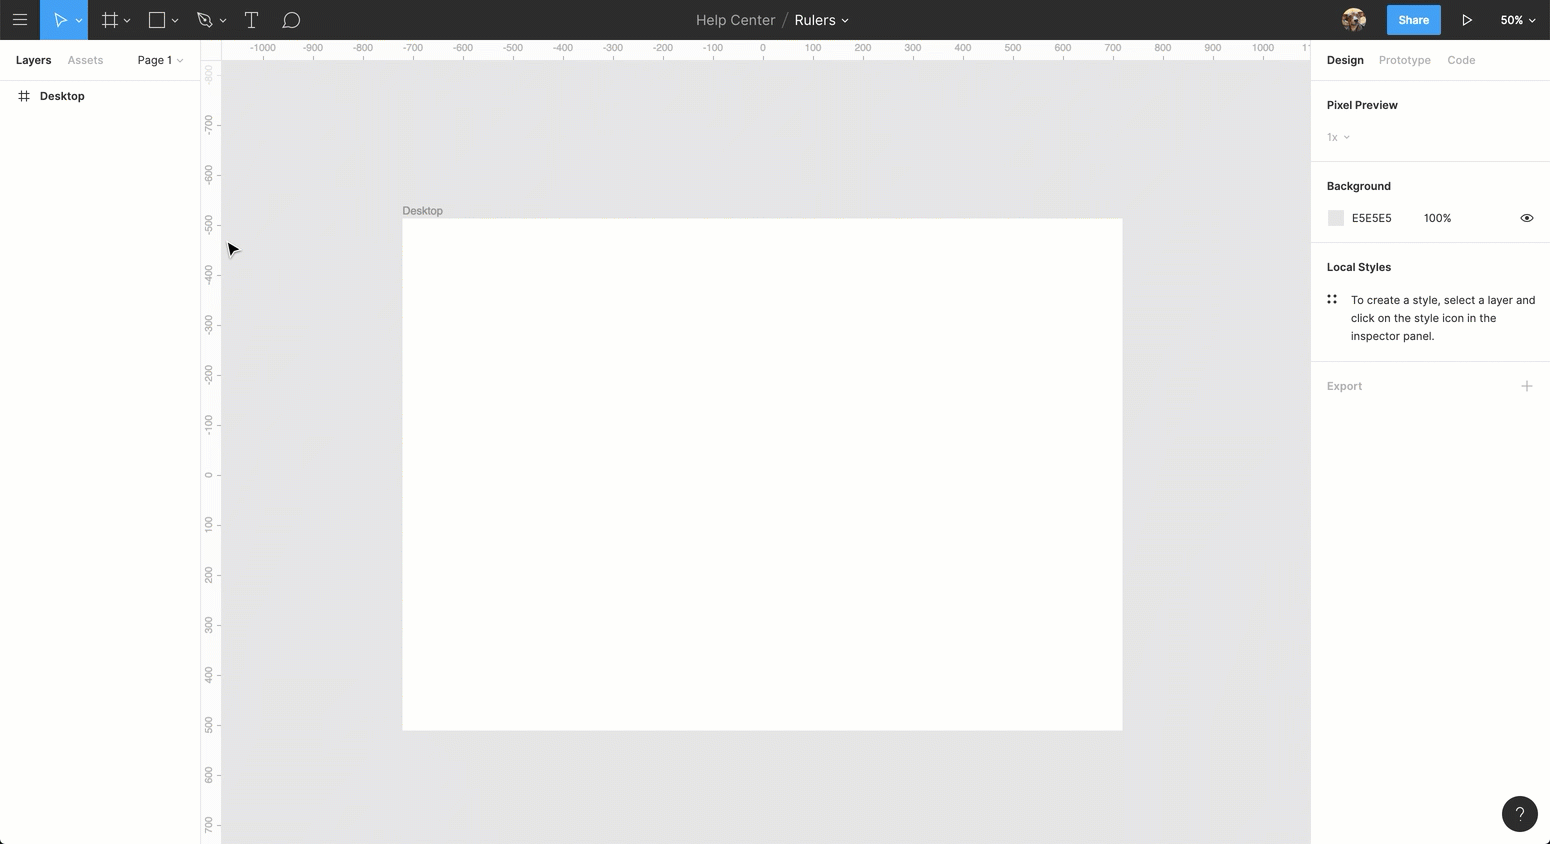 Help Center / Rulers
Share
50%
Layers Assets Page 1
Desktop
-1000 -900 -800 -700 -600 -500 -400 -300 -200 -100 0 100 200 300 400 500 600 700 800 900 1000
-800
-700
-600
-500
-400
-300
-200
-100
0
100
200
300
400
500
600
700
Desktop
Design Prototype Code
Pixel Preview
1x
Background
E5E5E5 100%
Local Styles
To create a style, select a layer and
click on the style icon in the
inspector panel.
Export
?